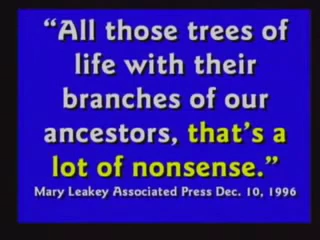 “All those trees of
life with their
branches of our
ancestors, that’s a
lot of nonsense.”
Mary Leakey Associated Press Dec. 10, 1996